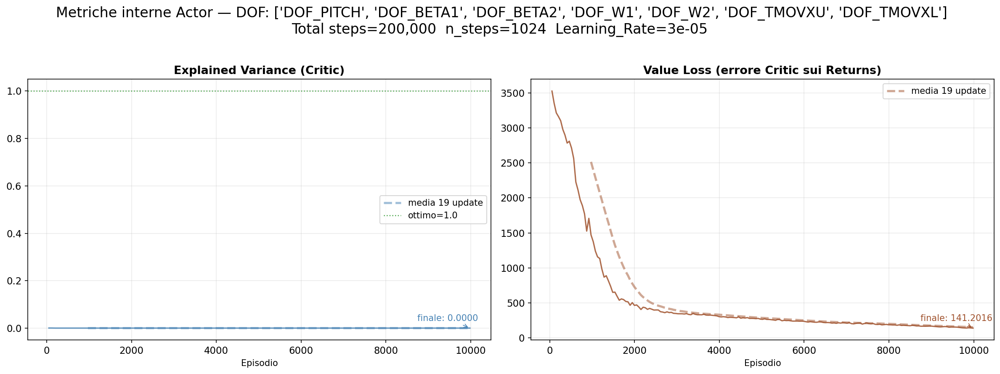 Metriche interne Actor — DOF: ['DOF_PITCH', 'DOF_BETA1', 'DOF_BETA2', 'DOF_W1', 'DOF_W2', 'DOF_TMOVXU', 'DOF_TMOVXL']
Total steps=200,000  n_steps=1024  Learning_Rate=3e-05
Explained Variance (Critic)
1.0
0.8
0.6
0.4
0.2
0.0
media 19 update
ottimo=1.0
finale: 0.0000
0 2000 4000 6000 8000 10000
Episodio
Value Loss (errore Critic sui Returns)
3500
3000
2500
2000
1500
1000
500
0
media 19 update
finale: 141.2016
0 2000 4000 6000 8000 10000
Episodio